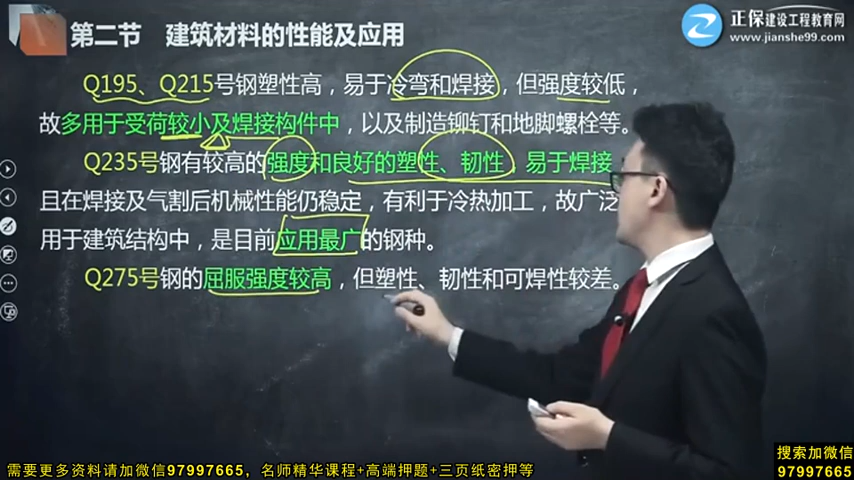 第二节 建筑材料的性能及应用
正保建设工程教育网
www.jianshe99.com
Q195、Q215号钢塑性高，易于冷弯和焊接，但强度较低，
故多用于受荷较小及焊接构件中，以及制造铆钉和地脚螺栓等。
Q235号钢有较高的强度和良好的塑性、韧性，易于焊接
且在焊接及气割后机械性能仍稳定，有利于冷热加工，故广泛
用于建筑结构中，是目前应用最广的钢种。
Q275号钢的屈服强度较高，但塑性、韧性和可焊性较差。
需要更多资料请加微信97997665，名师精华课程+高端押题+三页纸密押等
搜索加微信
97997665